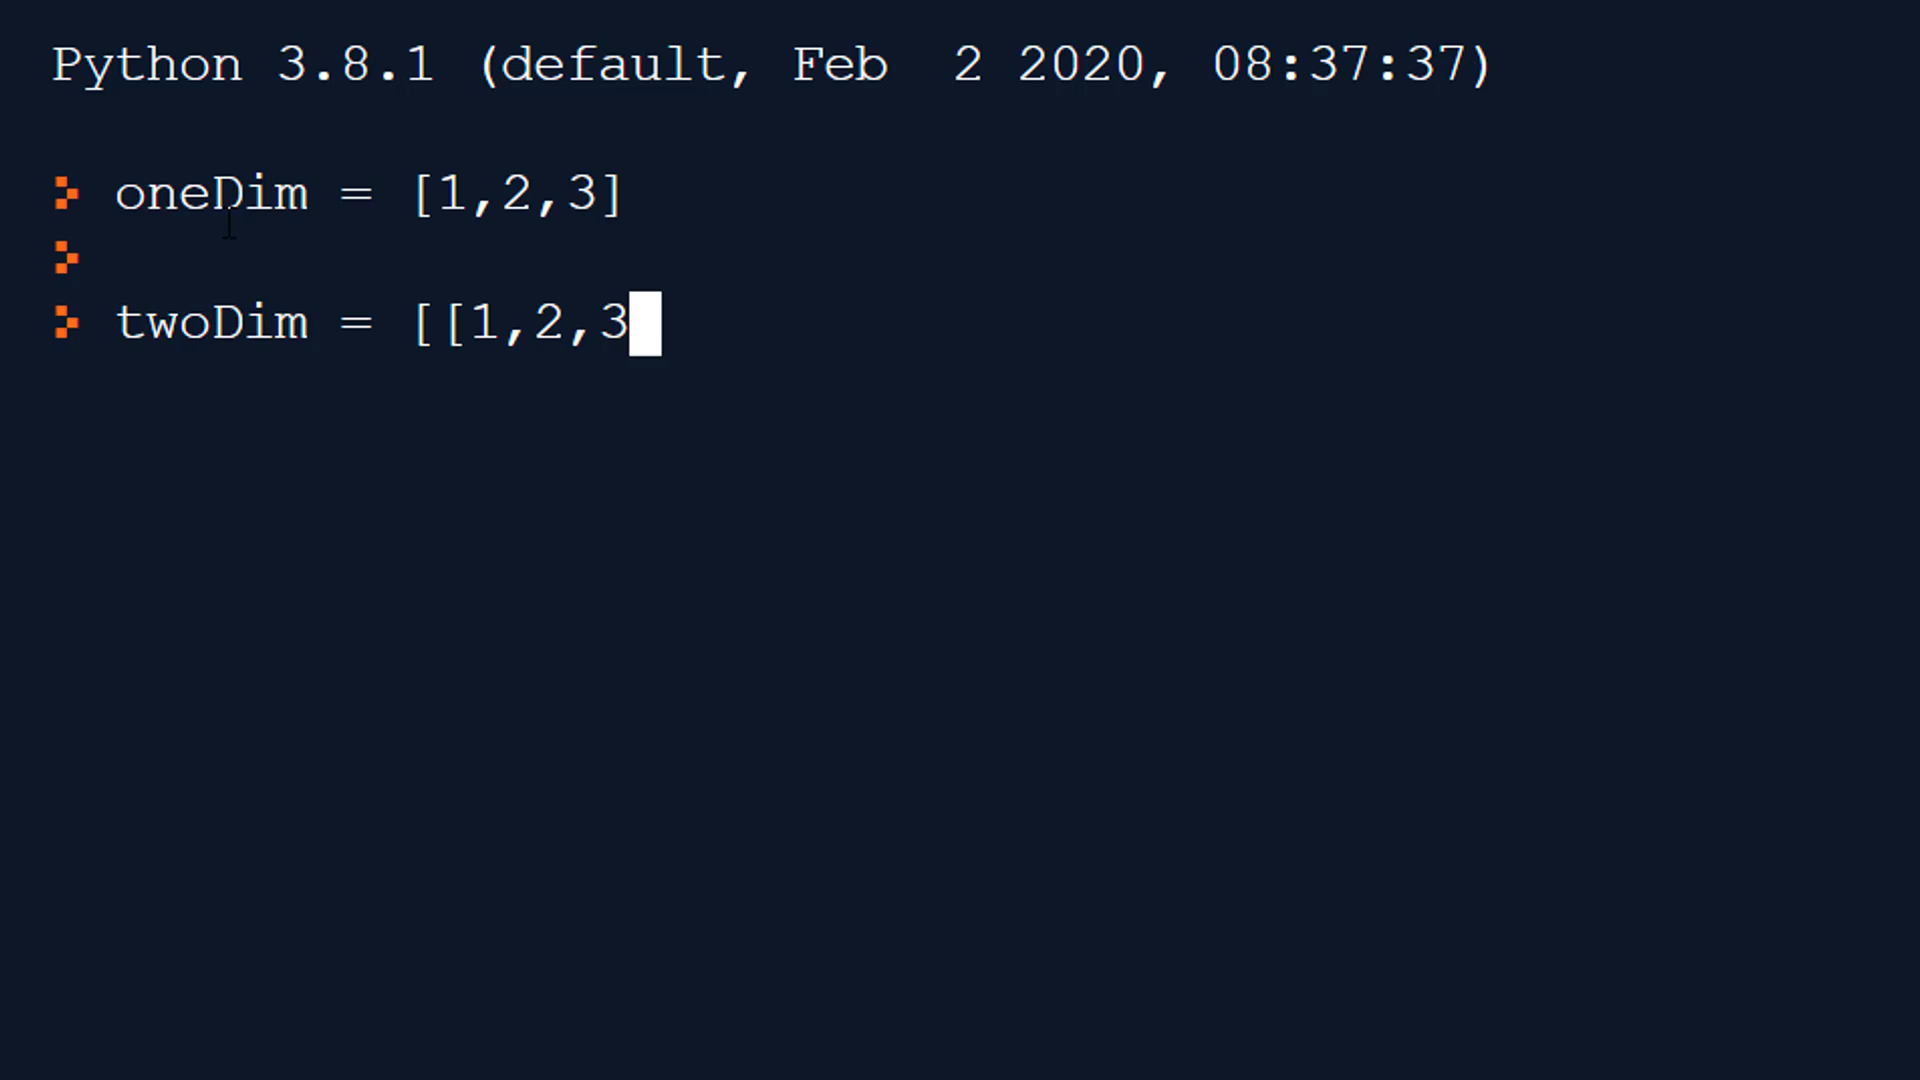 Python 3.8.1 (default, Feb  2 2020, 08:37:37)
oneDim = [1,2,3]
twoDim = [[1,2,3